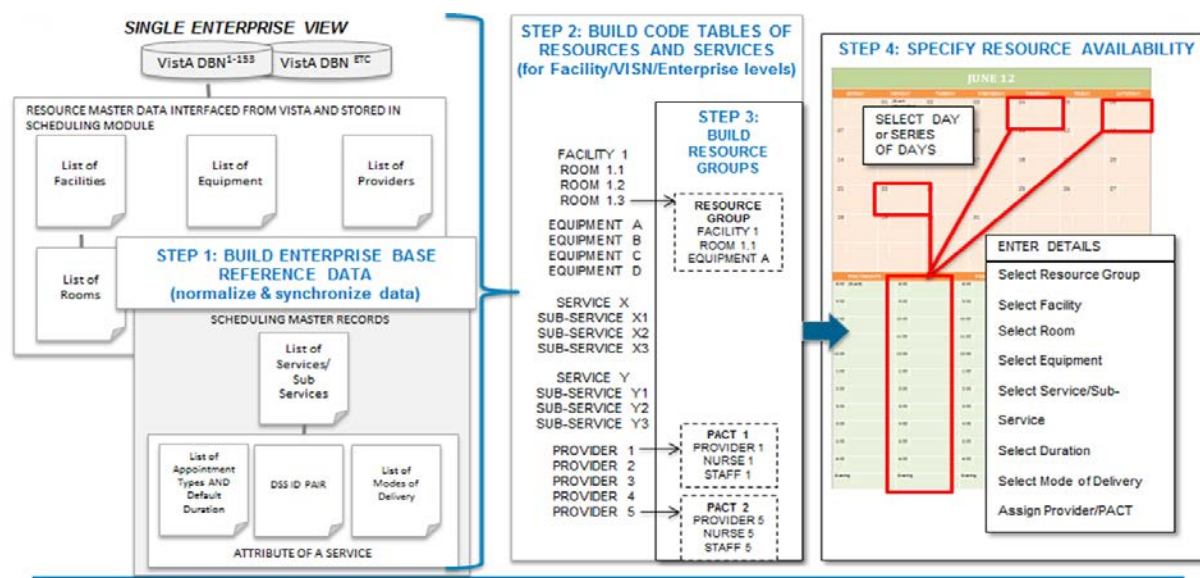 SINGLE ENTERPRISE VIEW
VistA DBN1-153
VistA DBN ETC
RESOURCE MASTER DATA INTERFACED FROM VISTA AND STORED IN
SCHEDULING MODULE
List of
Facilities
List of
Equipment
List of
Providers
List of
Rooms
STEP 1: BUILD ENTERPRISE BASE
REFERENCE DATA
(normalize & synchronize data)
SCHEDULING MASTER RECORDS
List of
Services/
Sub
Services
List of
Appointment
Types AND
Default
Duration
DSS ID PAIR
List of
Modes of
Delivery
ATTRIBUTE OF A SERVICE
STEP 2: BUILD CODE TABLES OF
RESOURCES AND SERVICES
(for Facility/VISN/Enterprise levels)
FACILITY 1
ROOM 1.1
ROOM 1.2
ROOM 1.3
EQUIPMENT A
EQUIPMENT B
EQUIPMENT C
EQUIPMENT D
SERVICE X
SUB-SERVICE X1
SUB-SERVICE X2
SUB-SERVICE X3
SERVICE Y
SUB-SERVICE Y1
SUB-SERVICE Y2
SUB-SERVICE Y3
PROVIDER 1
PROVIDER 2
PROVIDER 3
PROVIDER 4
PROVIDER 5
STEP 3:
BUILD
RESOURCE
GROUPS
RESOURCE
GROUP
FACILITY 1
ROOM 1.1
EQUIPMENT A
PACT 1
PROVIDER 1
NURSE 1
STAFF 1
PACT 2
PROVIDER 5
NURSE 5
STAFF 5
STEP 4: SPECIFY RESOURCE AVAILABILITY
JUNE 12
SELECT DAY
or SERIES
OF DAYS
ENTER DETAILS
Select Resource Group
Select Facility
Select Room
Select Equipment
Select Service/Sub-
Service
Select Duration
Select Mode of Delivery
Assign Provider/PACT